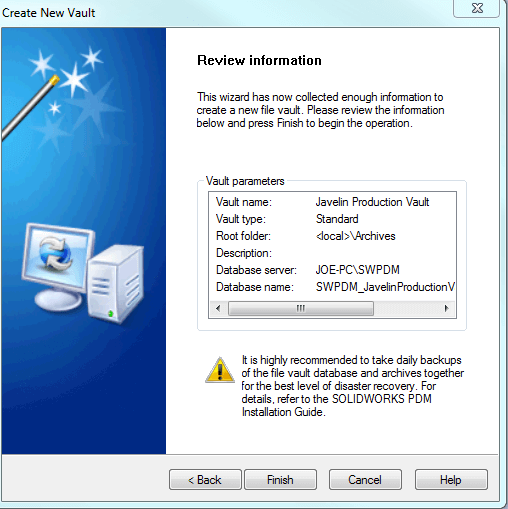 Create New Vault
Review information
This wizard has now collected enough information to
create a new file vault. Please review the information
below and press Finish to begin the operation.
Vault parameters
Vault name: Javelin Production Vault
Vault type: Standard
Root folder: <local>\Archives
Description:
Database server: JOE-PC\SWPDM
Database name: SWPDM_JavelinProductionV
It is highly recommended to take daily backups
of the file vault database and archives together
for the best level of disaster recovery. For
details, refer to the SOLIDWORKS PDM
Installation Guide.
< Back Finish Cancel Help